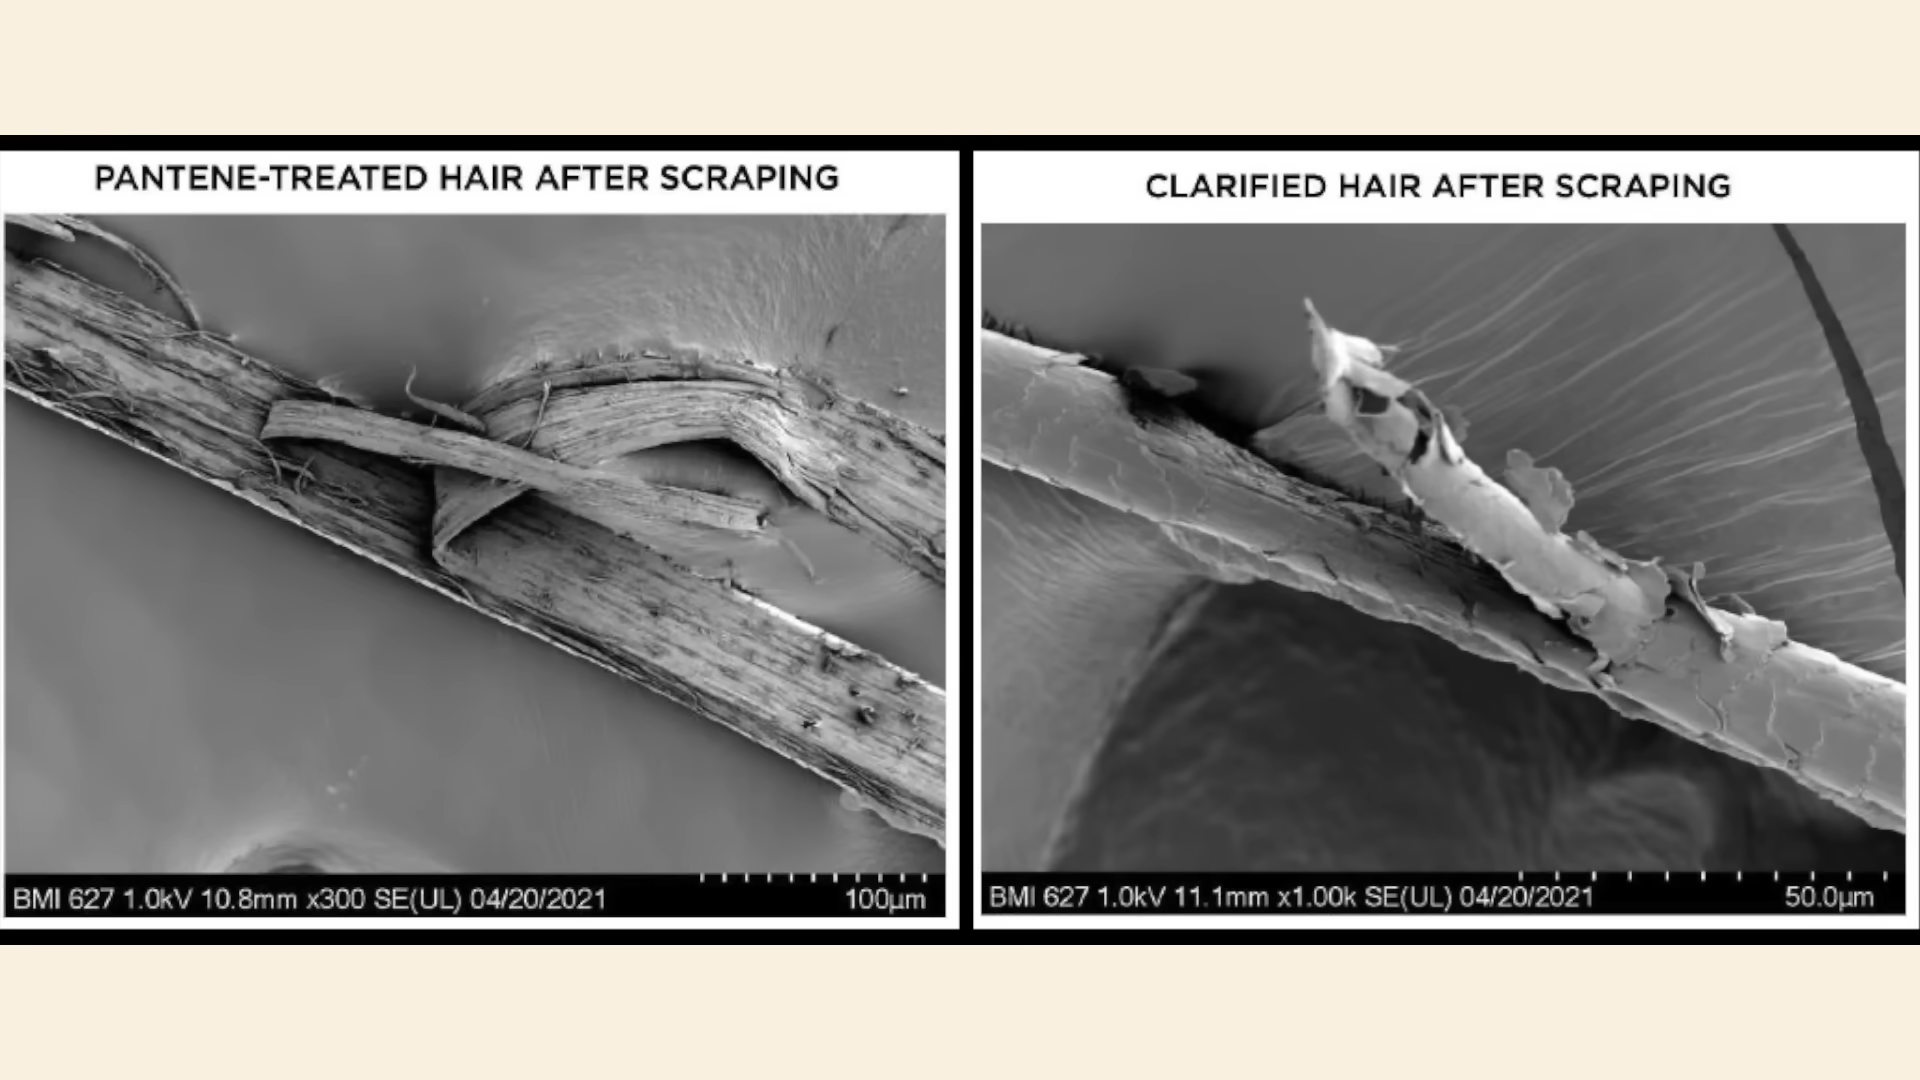 PANTENE-TREATED HAIR AFTER SCRAPING
BMI 627 1.0kV 10.8mm x300 SE(UL) 04/20/2021 100µm
CLARIFIED HAIR AFTER SCRAPING
BMI 627 1.0kV 11.1mm x1.00k SE(UL) 04/20/2021 50.0µm